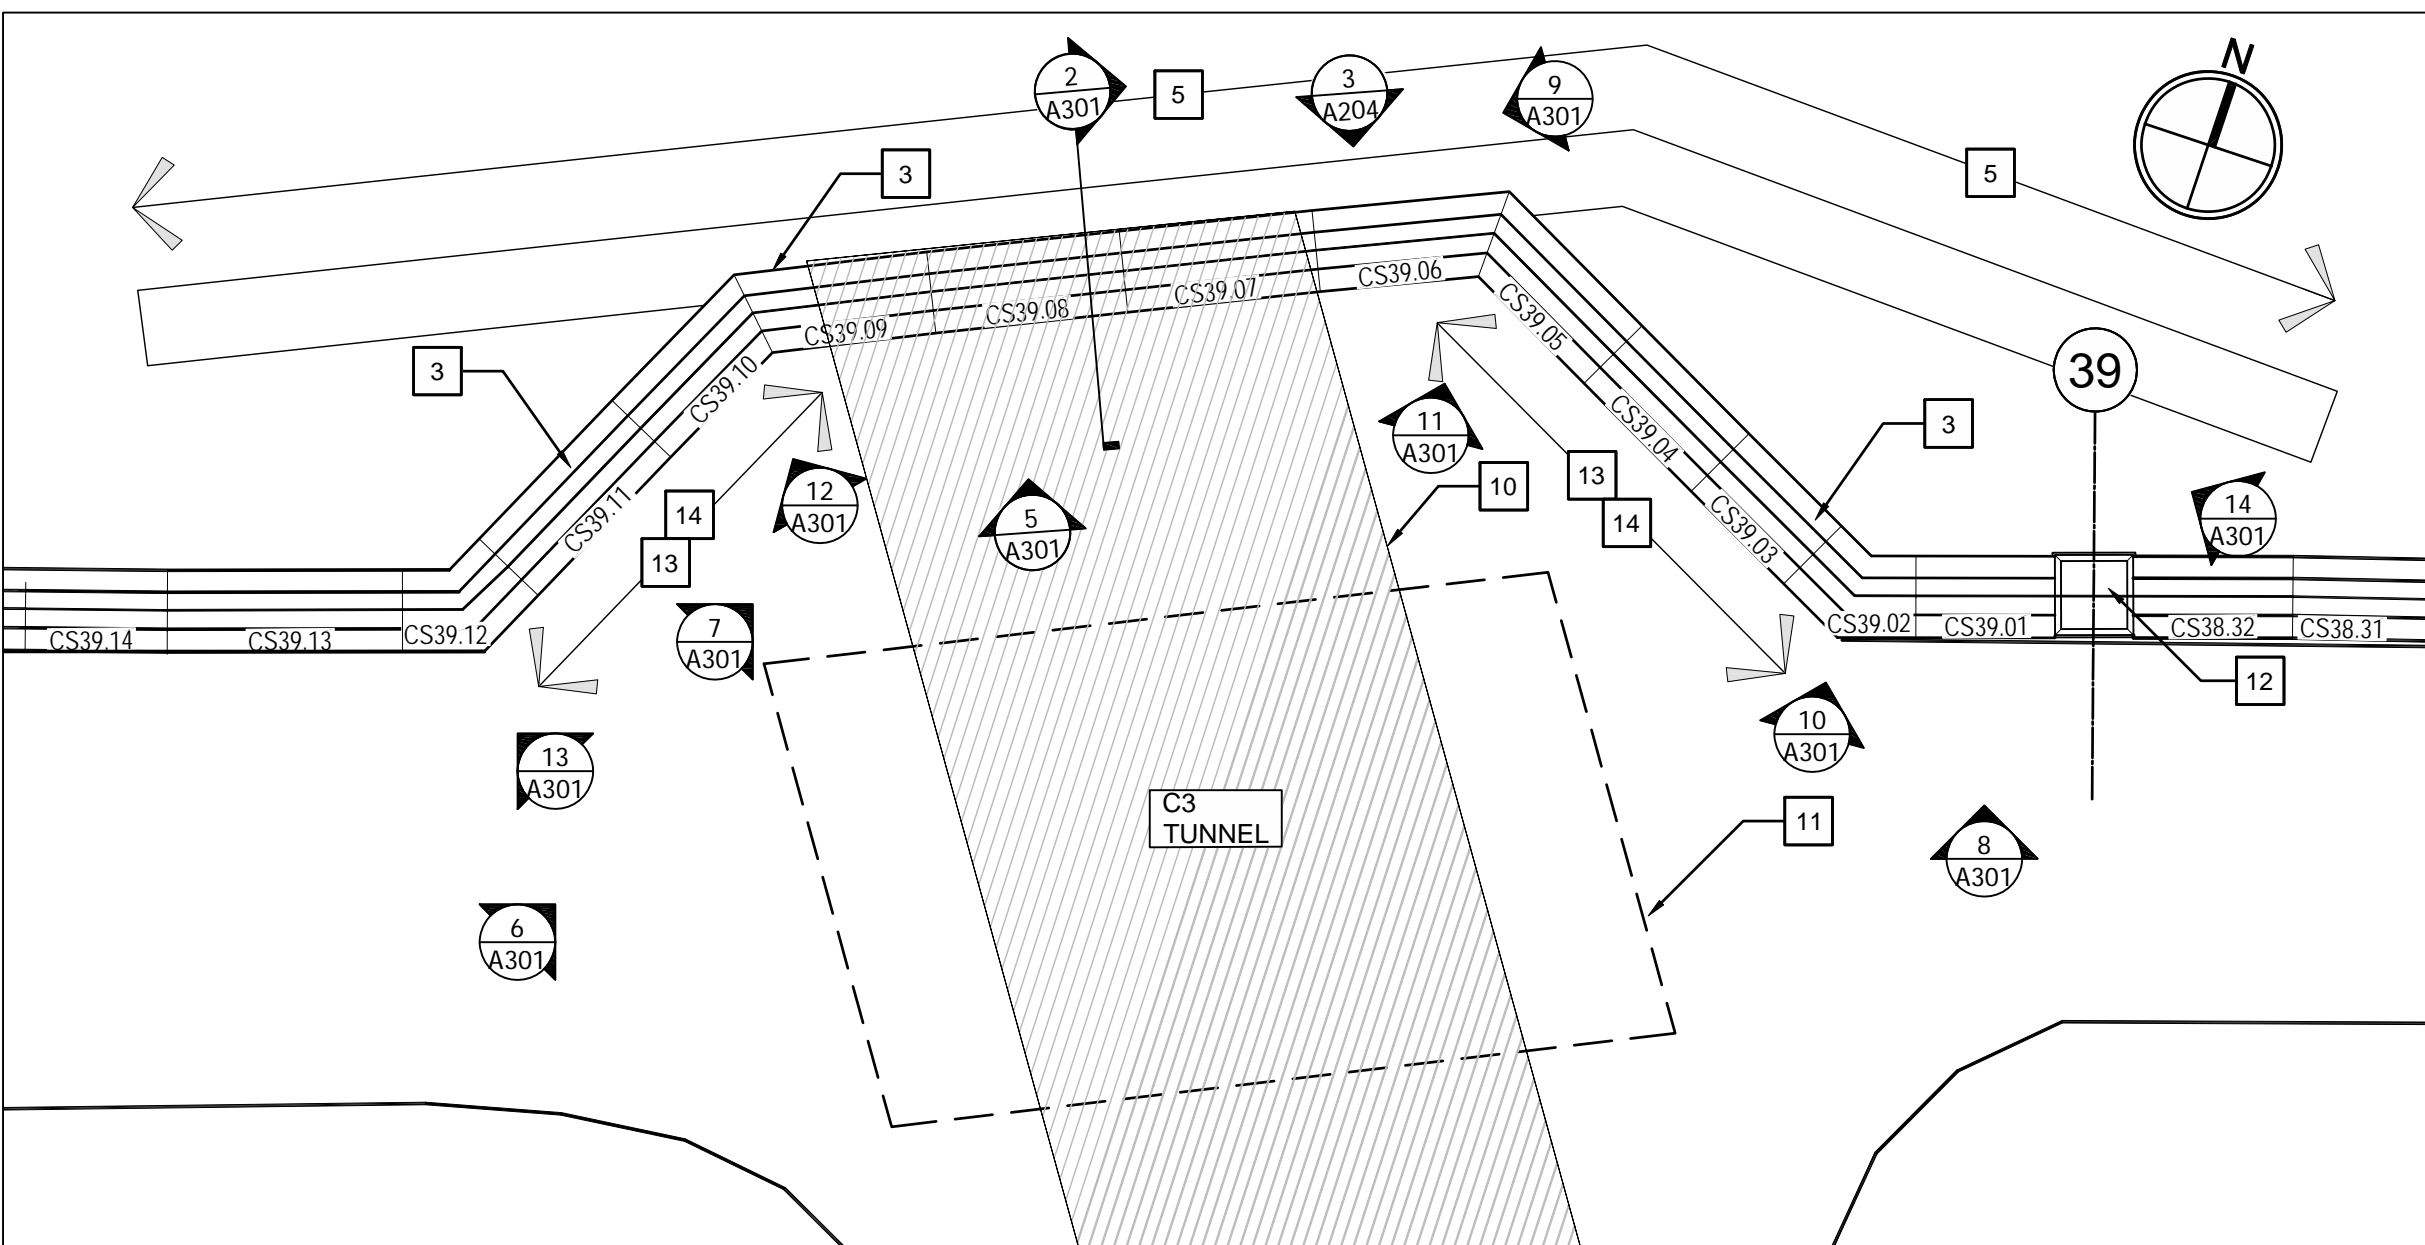 N
2
A301
5
3
A204
9
A301
5
3
CS39.06
CS39.07
CS39.08
CS39.09
CS39.10
CS39.11
CS39.05
CS39.04
CS39.03
3
39
3
11
A301
10
13
14
12
A301
14
13
5
A301
14
A301
7
A301
CS39.14
CS39.13
CS39.12
CS39.02
CS39.01
CS38.32
CS38.31
12
10
A301
13
A301
C3
TUNNEL
11
8
A301
6
A301